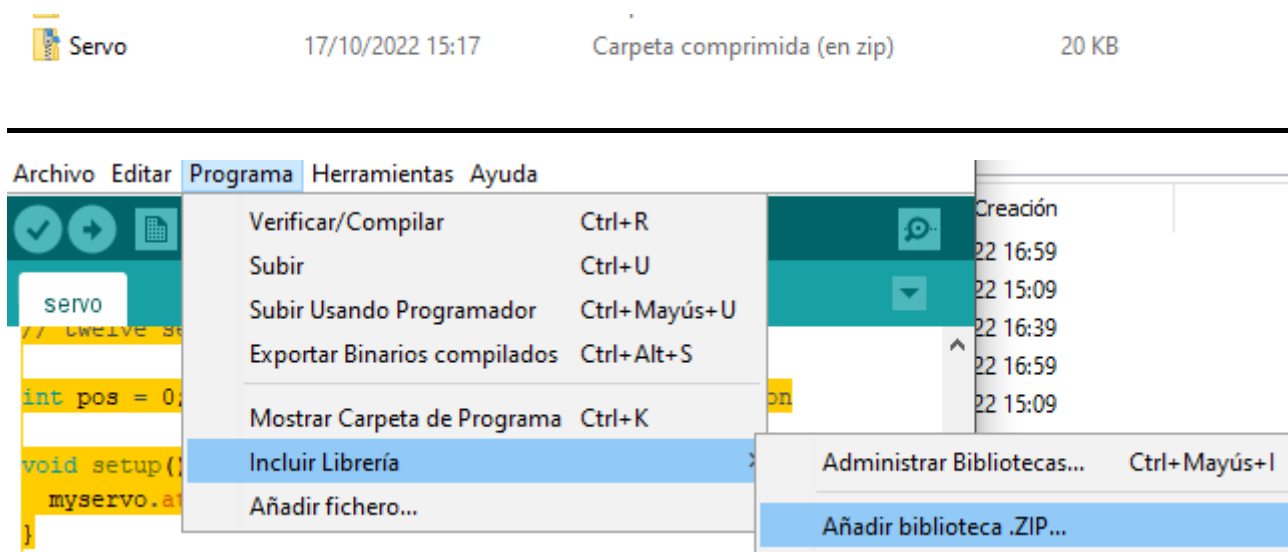 Servo 17/10/2022 15:17 Carpeta comprimida (en zip) 20 KB
Archivo Editar Programa Herramientas Ayuda
Verificar/Compilar Ctrl+R
Creación
Subir Ctrl+U
22 16:59
servo
Subir Usando Programador Ctrl+Mayús+U
22 15:09
// twelve se
22 16:39
Exportar Binarios compilados Ctrl+Alt+S
22 16:59
int pos = 0;
on
Mostrar Carpeta de Programa Ctrl+K
22 15:09
void setup()
Incluir Librería
Administrar Bibliotecas... Ctrl+Mayús+I
myservo.at
Añadir fichero...
Añadir biblioteca .ZIP...
}